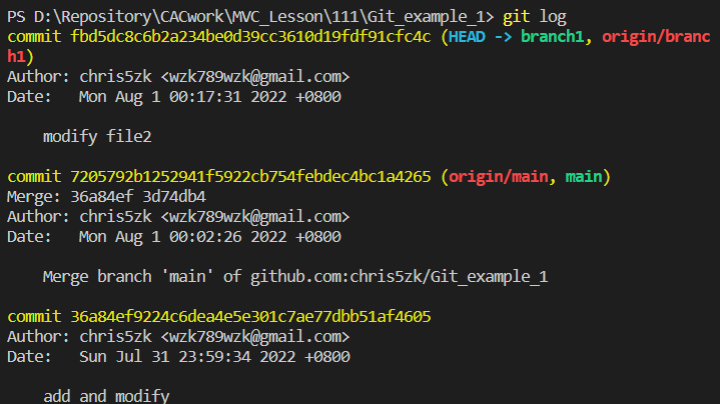 PS D:\Repository\CACwork\MVC_Lesson\111\Git_example_1> git log
commit fbd5dc8c6b2a234be0d39cc3610d19fdf91cfc4c (HEAD -> branch1, origin/branc
h1)
Author: chris5zk <wzk789wzk@gmail.com>
Date:   Mon Aug 1 00:17:31 2022 +0800
    modify file2
commit 7205792b1252941f5922cb754febdec4bc1a4265 (origin/main, main)
Merge: 36a84ef 3d74db4
Author: chris5zk <wzk789wzk@gmail.com>
Date:   Mon Aug 1 00:02:26 2022 +0800
    Merge branch 'main' of github.com:chris5zk/Git_example_1
commit 36a84ef9224c6dea4e5e301c7ae77dbb51af4605
Author: chris5zk <wzk789wzk@gmail.com>
Date:   Sun Jul 31 23:59:34 2022 +0800
    add and modify